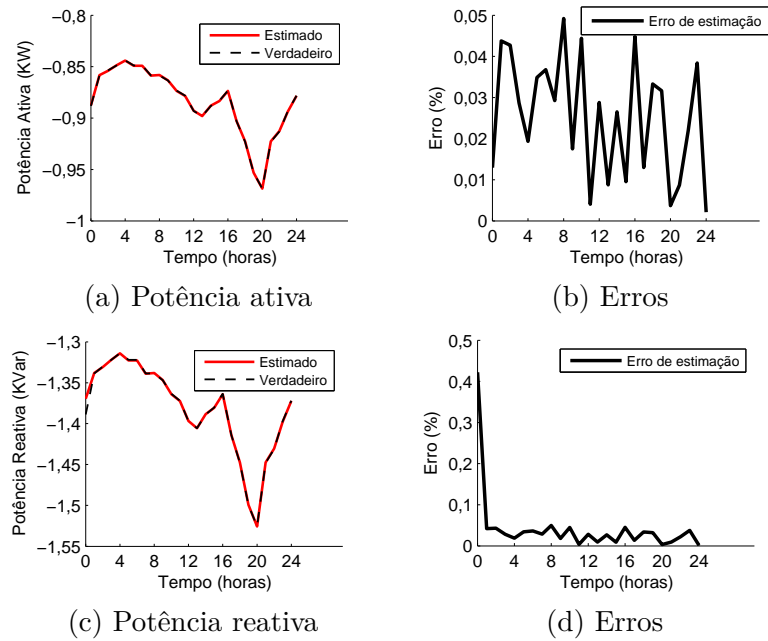 −0,8
−0,85
−0,9
−0,95
−1
Potência Ativa (KW)
0 4 8 12 16 20 24
Tempo (horas)
Estimado
Verdadeiro
(a) Potência ativa
0,05
0,04
0,03
0,02
0,01
0
Erro (%)
0 4 8 12 16 20 24
Tempo (horas)
Erro de estimação
(b) Erros
−1,3
−1,35
−1,4
−1,45
−1,5
−1,55
Potência Reativa (KVar)
0 4 8 12 16 20 24
Tempo (horas)
Estimado
Verdadeiro
(c) Potência reativa
0,5
0,4
0,3
0,2
0,1
0
Erro (%)
0 4 8 12 16 20 24
Tempo (horas)
Erro de estimação
(d) Erros